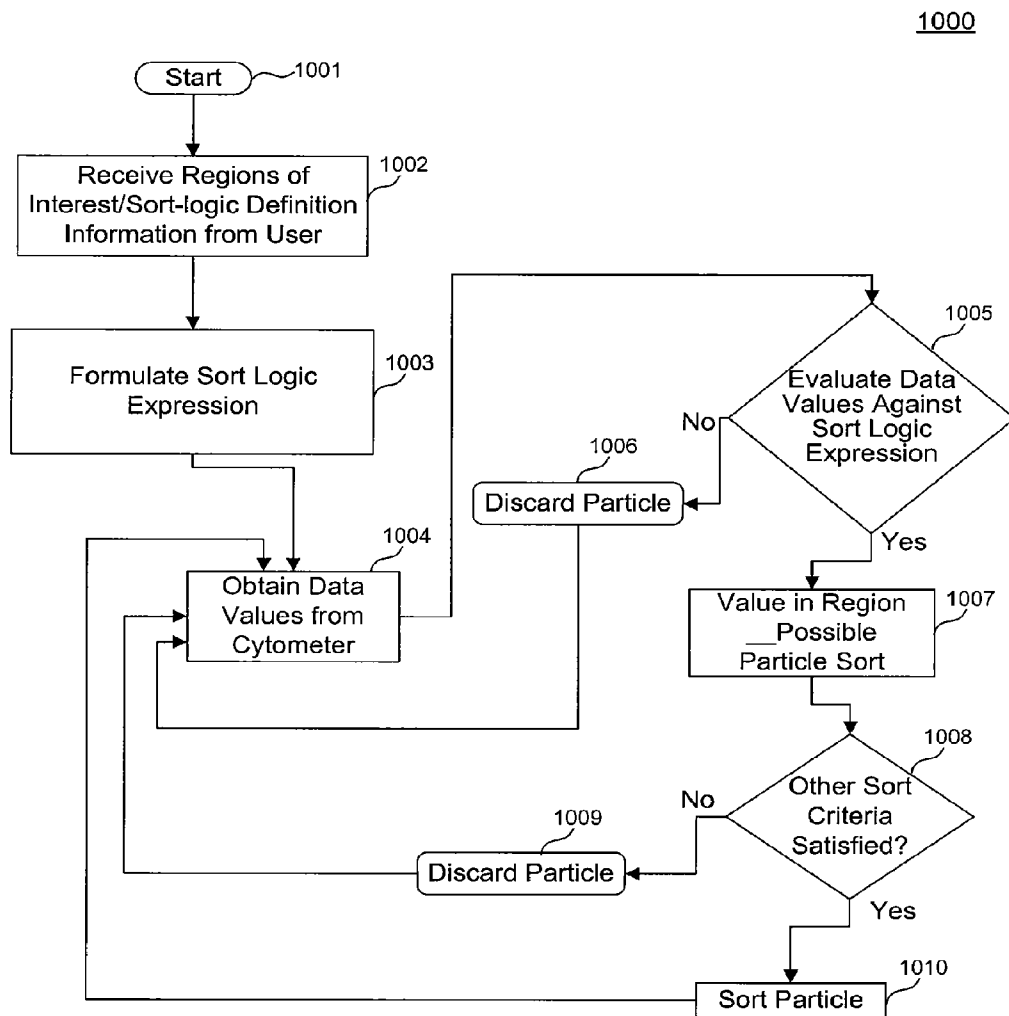 1000
Start
1001
Receive Regions of
Interest/Sort-logic Definition
Information from User
1002
Formulate Sort Logic
Expression
1003
Obtain Data
Values from
Cytometer
1004
Evaluate Data
Values Against
Sort Logic
Expression
1005
No
Discard Particle
1006
Yes
Value in Region
__Possible
Particle Sort
1007
Other Sort
Criteria
Satisfied?
1008
No
Discard Particle
1009
Yes
Sort Particle
1010